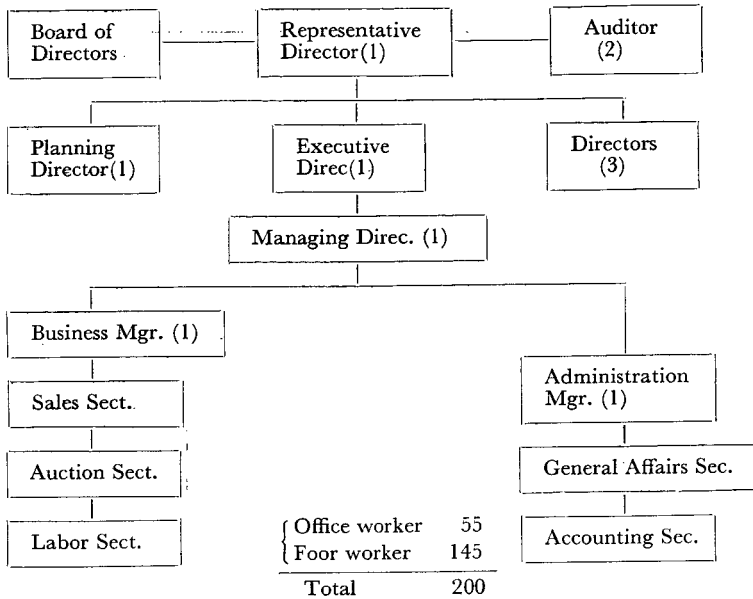 Board of
Directors
Representative
Director(1)
Auditor
(2)
Planning
Director(1)
Executive
Direc(1)
Directors
(3)
Managing Direc. (1)
Business Mgr. (1)
Administration
Mgr. (1)
Sales Sect.
Auction Sect.
General Affairs Sec.
Labor Sect.
Accounting Sec.
Office worker 55
Foor worker 145
Total 200